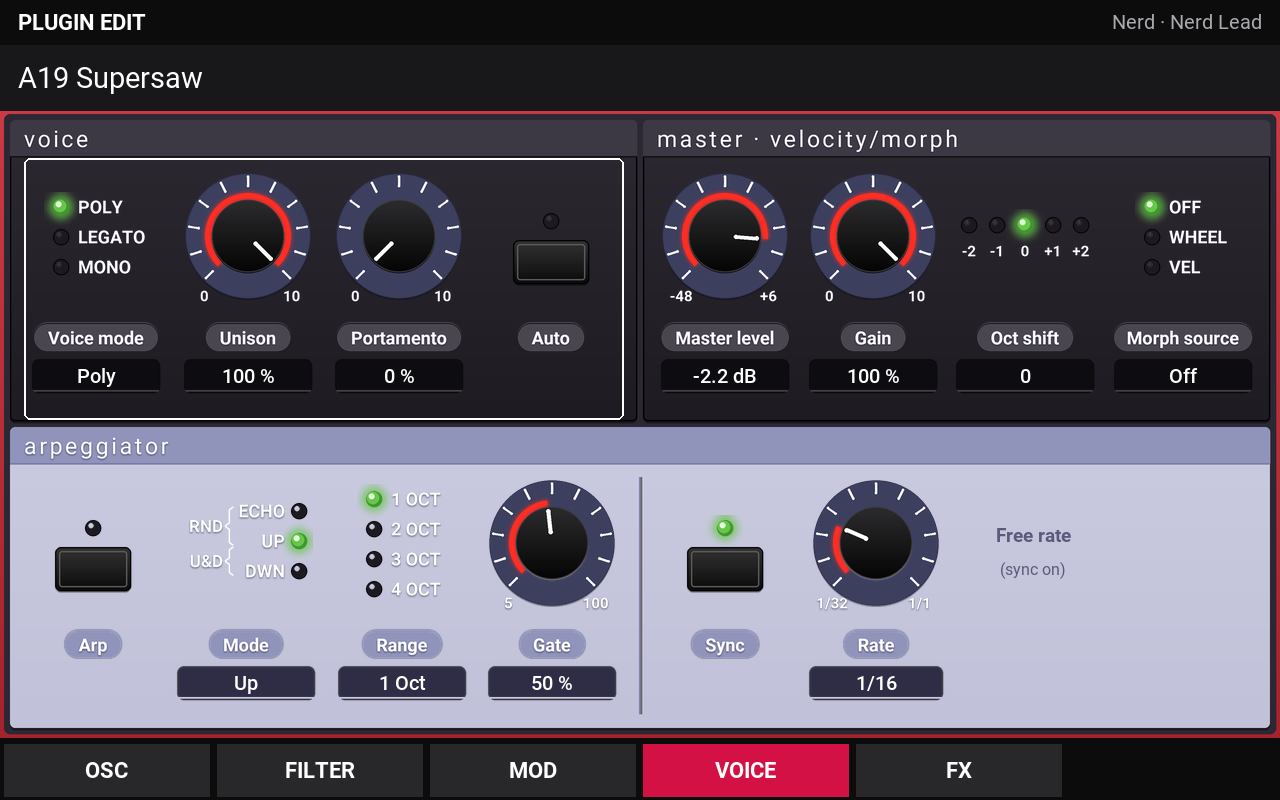 PLUGIN EDIT
Nerd · Nerd Lead
A19 Supersaw
voice
POLY
LEGATO
MONO
0 10
0 10
Voice mode
Unison
Portamento
Auto
Poly
100 %
0 %
master · velocity/morph
-48 +6
0 10
-2 -1 0 +1 +2
OFF
WHEEL
VEL
Master level
Gain
Oct shift
Morph source
-2.2 dB
100 %
0
Off
arpeggiator
RND
U&D
ECHO
UP
DWN
1 OCT
2 OCT
3 OCT
4 OCT
5 100
Arp
Mode
Range
Gate
Up
1 Oct
50 %
1/32 1/1
Free rate
(sync on)
Sync
Rate
1/16
OSC
FILTER
MOD
VOICE
FX